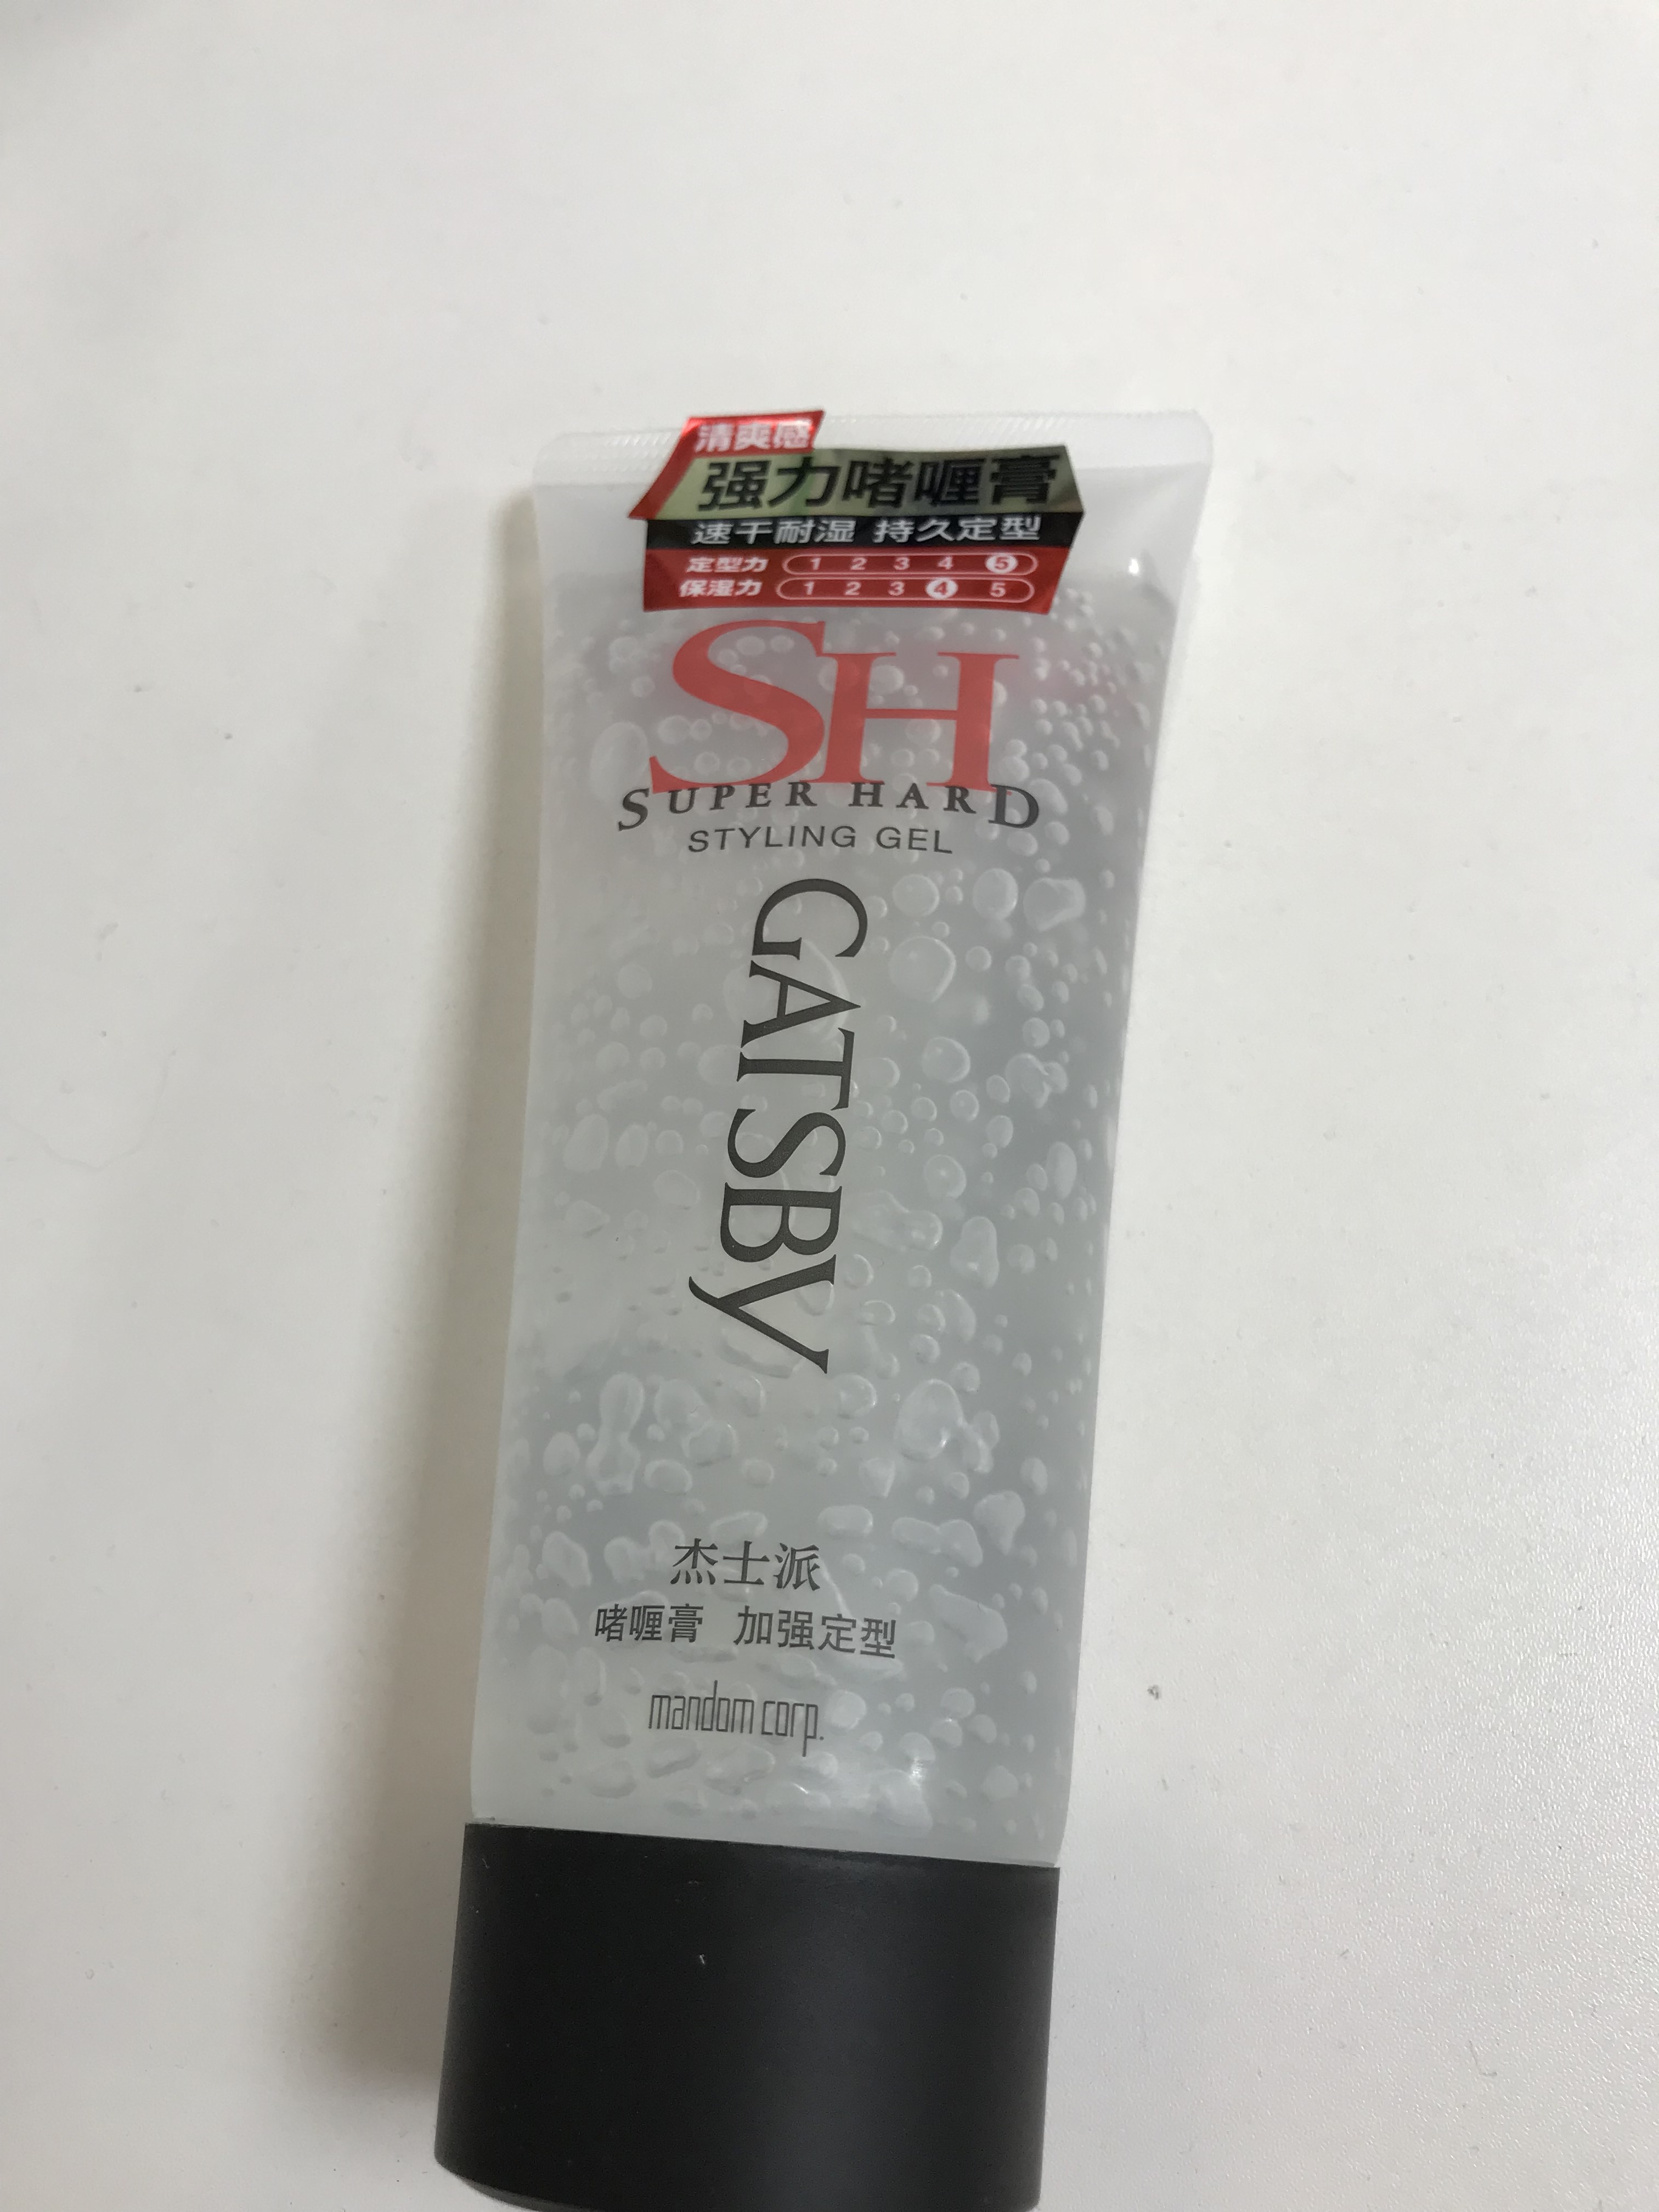 清爽感
强力啫喱膏
速干耐湿 持久定型
定型力 1 2 3 4 5
保湿力 1 2 3 4 5
SH
SUPER HARD
STYLING GEL
GATSBY
杰士派
啫喱膏 加强定型
mandom corp.